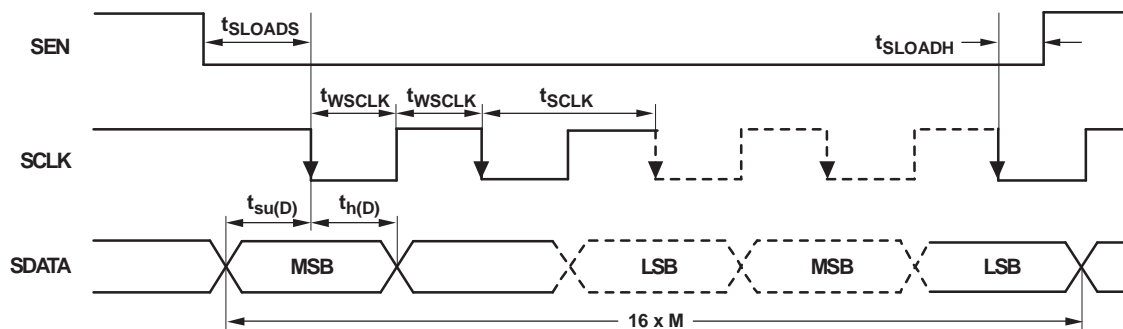 tSLOADS
SEN
tSLOADH
tWSCLK tWSCLK tSCLK
SCLK
tsu(D) th(D)
SDATA MSB LSB MSB LSB
16 x M